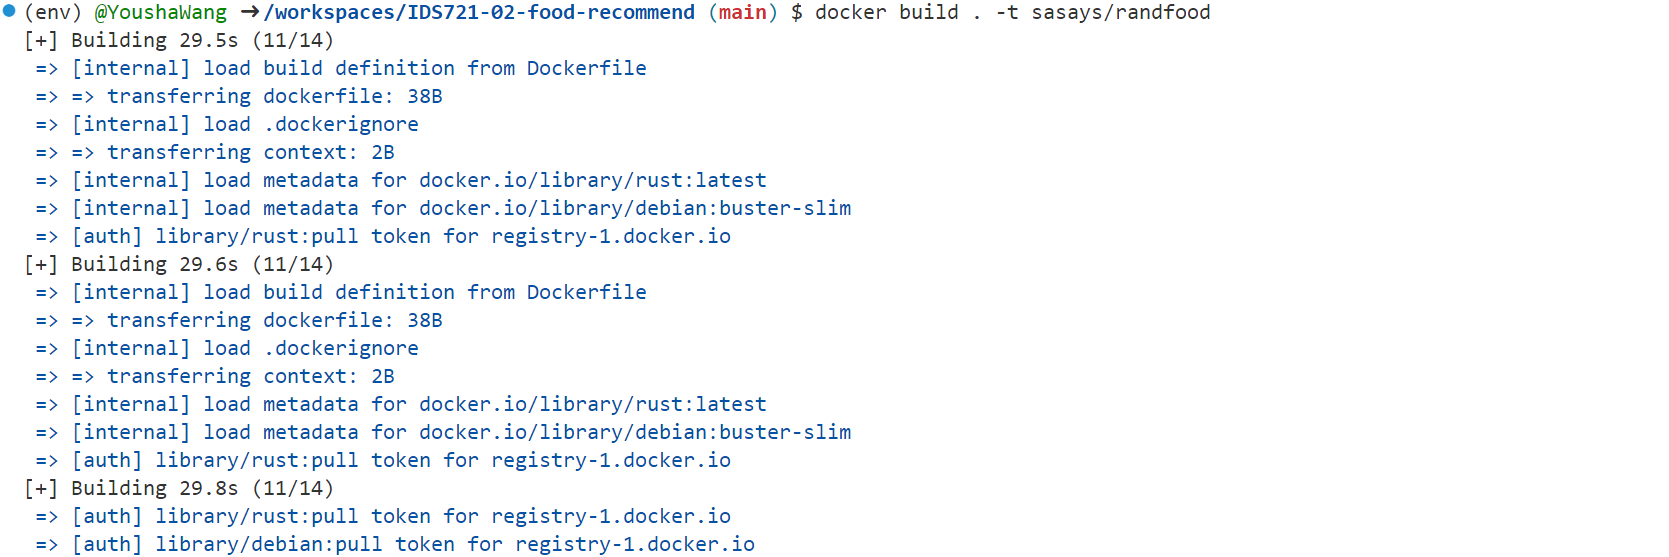 (env) @YoushaWang →/workspaces/IDS721-02-food-recommend (main) $ docker build . -t sasays/randfood
[+] Building 29.5s (11/14)
=> [internal] load build definition from Dockerfile
=> => transferring dockerfile: 38B
=> [internal] load .dockerignore
=> => transferring context: 2B
=> [internal] load metadata for docker.io/library/rust:latest
=> [internal] load metadata for docker.io/library/debian:buster-slim
=> [auth] library/rust:pull token for registry-1.docker.io
[+] Building 29.6s (11/14)
=> [internal] load build definition from Dockerfile
=> => transferring dockerfile: 38B
=> [internal] load .dockerignore
=> => transferring context: 2B
=> [internal] load metadata for docker.io/library/rust:latest
=> [internal] load metadata for docker.io/library/debian:buster-slim
=> [auth] library/rust:pull token for registry-1.docker.io
[+] Building 29.8s (11/14)
=> [auth] library/rust:pull token for registry-1.docker.io
=> [auth] library/debian:pull token for registry-1.docker.io